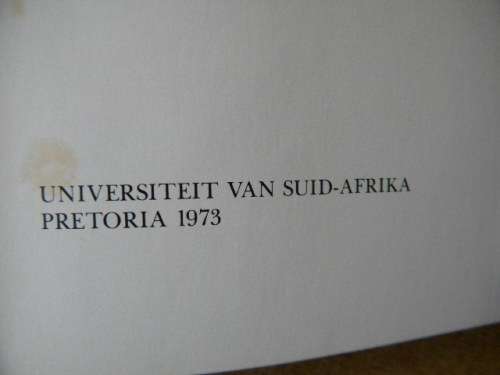 UNIVERSITEIT VAN SUID-AFRIKA
PRETORIA 1973